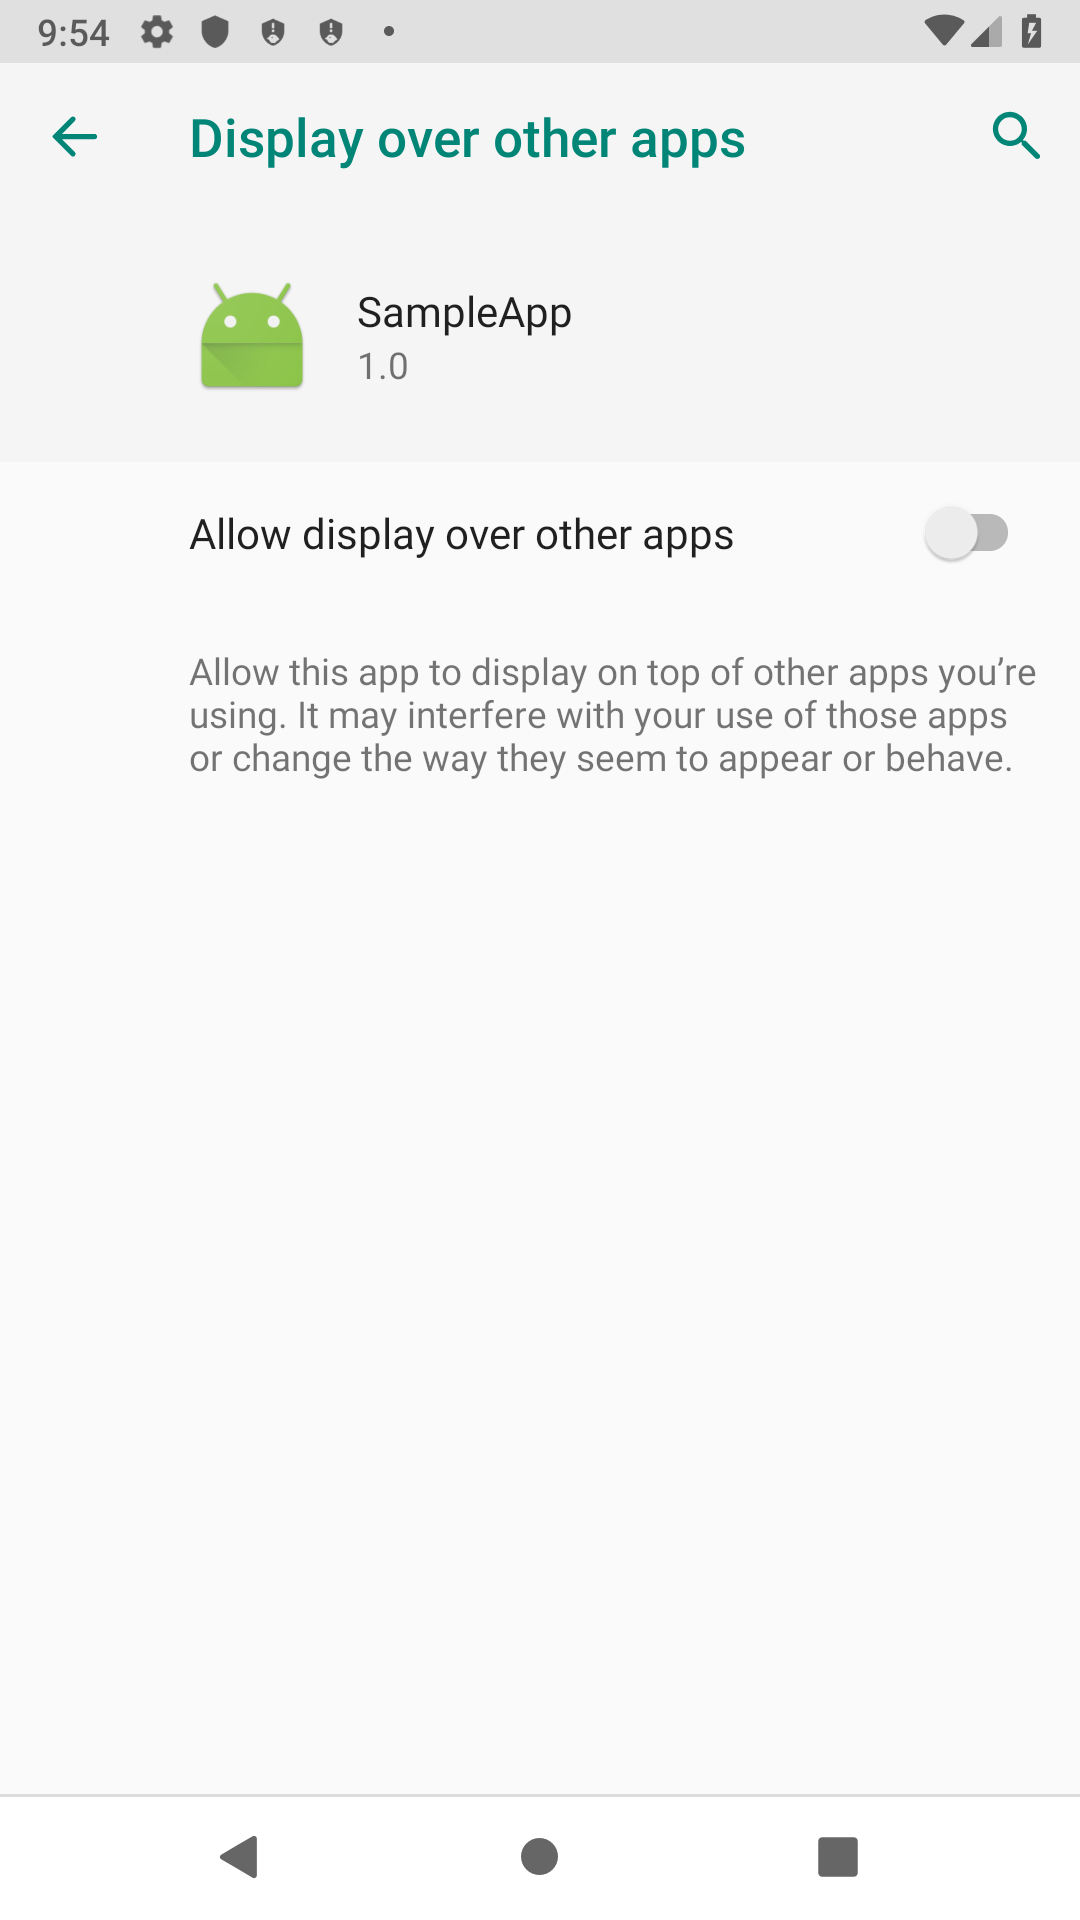 9:54
Display over other apps
SampleApp
1.0
Allow display over other apps
Allow this app to display on top of other apps you’re
using. It may interfere with your use of those apps
or change the way they seem to appear or behave.